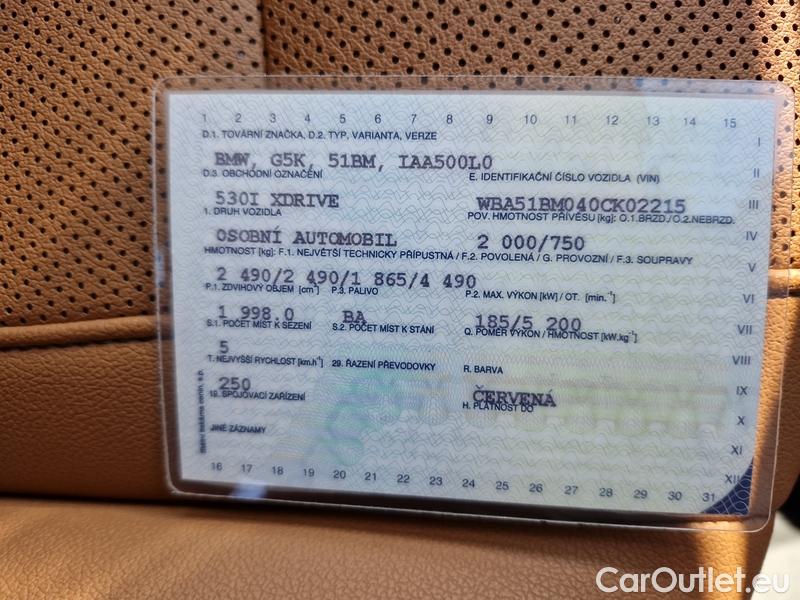 1 2 3 4 5 6 7 8 9 10 11 12 13 14 15
D.1. TOVÁRNÍ ZNAČKA, D.2. TYP, VARIANTA, VERZE
I
BMW, G5K, 51BM, IAA500L0
D.3. OBCHODNÍ OZNAČENÍ
E. IDENTIFIKAČNÍ ČÍSLO VOZIDLA (VIN)
II
530I XDRIVE
WBA51BM040CK02215
III
1. DRUH VOZIDLA
POV. HMOTNOST PŘÍVĚSU [kg]: O.1.BRZD./O.2.NEBRZD.
OSOBNÍ AUTOMOBIL
2 000/750
IV
HMOTNOST [kg]: F.1. NEJVĚTŠÍ TECHNICKY PŘÍPUSTNÁ / F.2. POVOLENÁ / G. PROVOZNÍ / F.3. SOUPRAVY
V
2 490/2 490/1 865/4 490
P.1. ZDVIHOVÝ OBJEM [cm³] P.3. PALIVO
P.2. MAX. VÝKON [kW] / OT. [min.⁻¹]
VI
1 998.0
BA
185/5 200
VII
S.1. POČET MÍST K SEZENÍ
S.2. POČET MÍST K STÁNÍ
Q. POMĚR VÝKON / HMOTNOST [kW.kg⁻¹]
5
VIII
T. NEJVYŠŠÍ RYCHLOST [km.h⁻¹]
29. ŘAZENÍ PŘEVODOVKY
R. BARVA
250
ČERVENÁ
IX
19. SPOJOVACÍ ZAŘÍZENÍ
H. PLATNOST DO
X
JINÉ ZÁZNAMY
XI
XII
16 17 18 19 20 21 22 23 24 25 26 27 28 29 30 31
CarOutlet.eu